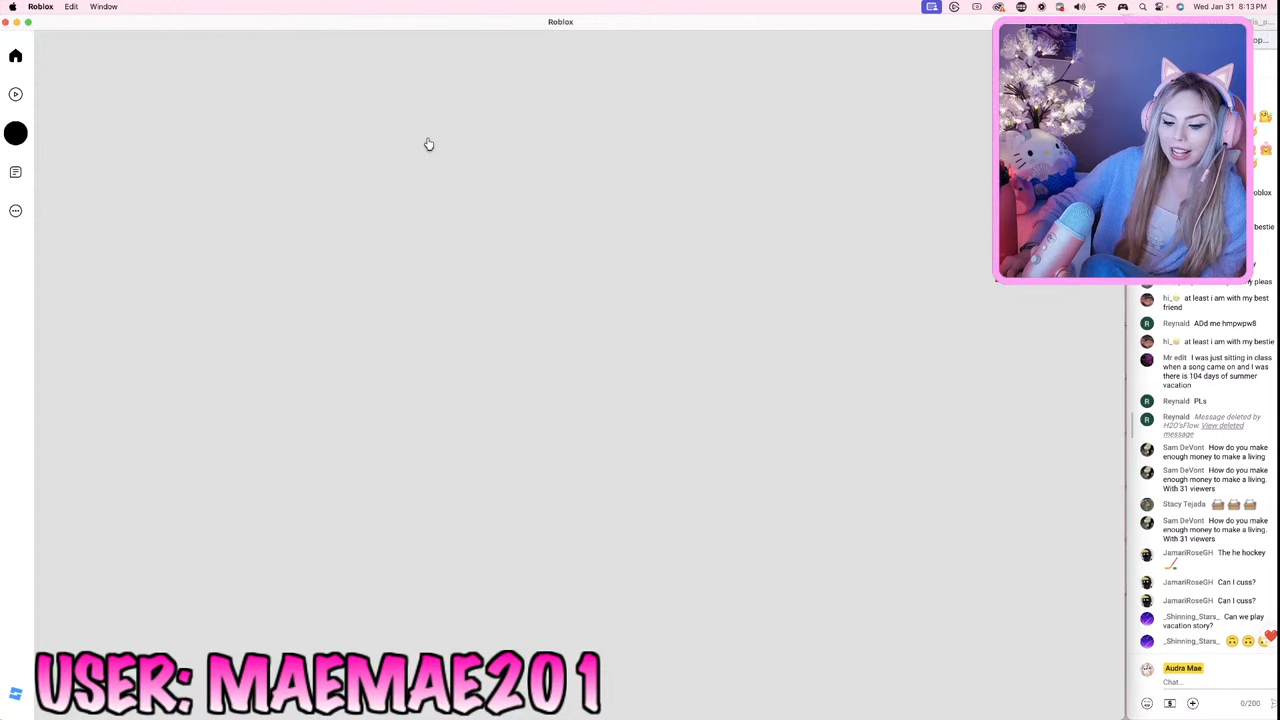 Roblox Edit Window
Wed Jan 31 8:13PM
Roblox
hi_ at least i am with my best
friend
Reynald ADd me hmpwpw8
hi_ at least i am with my bestie
Mr edit I was just sitting in class
when a song came on and I was
there is 104 days of summer
vacation
Reynald PLs
Reynald Message deleted by
H2O'sFlow. View deleted
message
Sam DeVont How do you make
enough money to make a living
Sam DeVont How do you make
enough money to make a living.
With 31 viewers
Stacy Tejada
Sam DeVont How do you make
enough money to make a living.
With 31 viewers
JamariRoseGH The he hockey
JamariRoseGH Can I cuss?
JamariRoseGH Can I cuss?
_Shinning_Stars_ Can we play
vacation story?
_Shinning_Stars_
Audra Mae
Chat...
0/200
USER: MAEMAE201